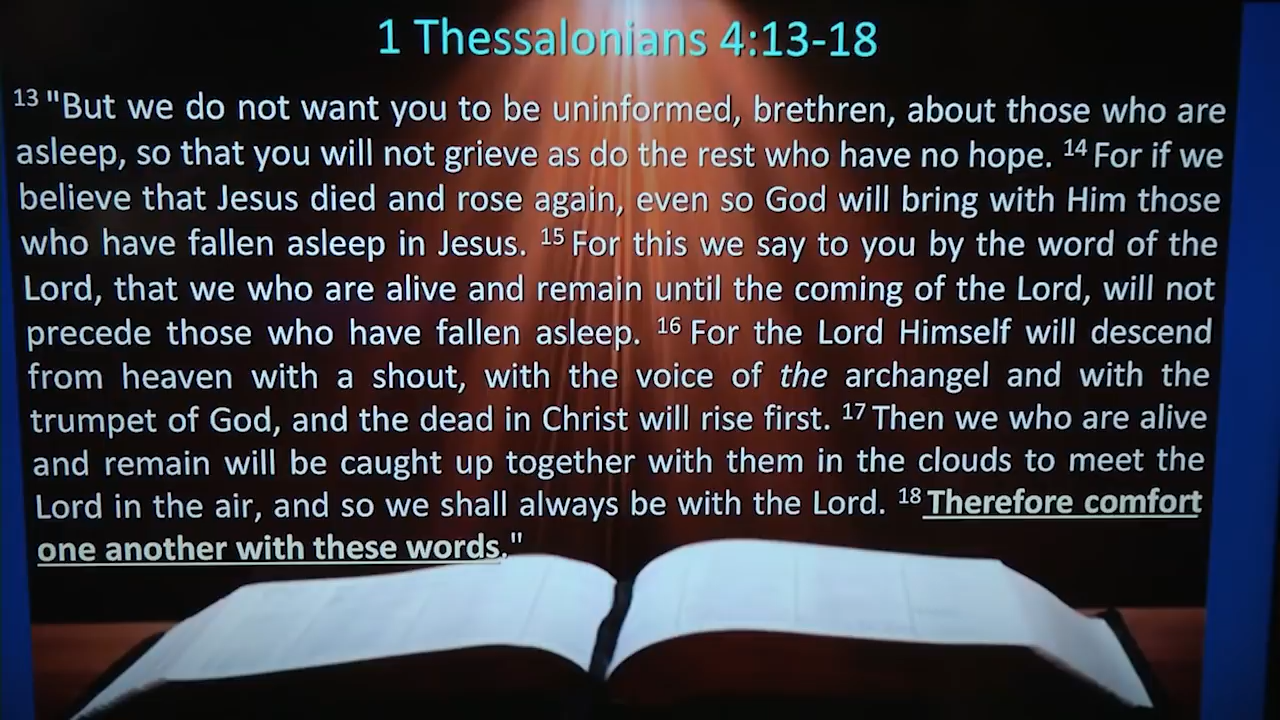 1 Thessalonians 4:13-18
13 "But we do not want you to be uninformed, brethren, about those who are
asleep, so that you will not grieve as do the rest who have no hope. 14 For if we
believe that Jesus died and rose again, even so God will bring with Him those
who have fallen asleep in Jesus. 15 For this we say to you by the word of the
Lord, that we who are alive and remain until the coming of the Lord, will not
precede those who have fallen asleep. 16 For the Lord Himself will descend
from heaven with a shout, with the voice of the archangel and with the
trumpet of God, and the dead in Christ will rise first. 17 Then we who are alive
and remain will be caught up together with them in the clouds to meet the
Lord in the air, and so we shall always be with the Lord. 18 Therefore comfort
one another with these words."